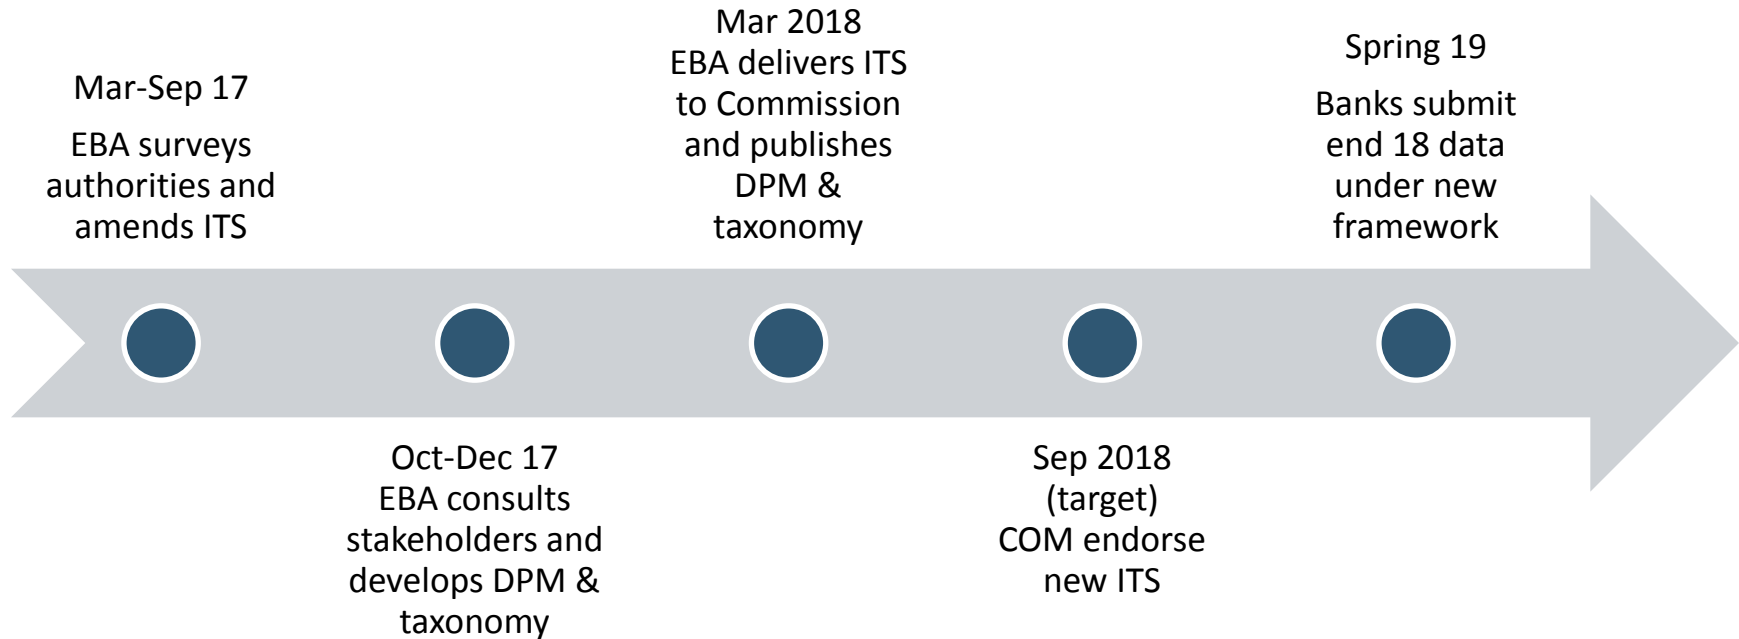 Mar-Sep 17
EBA surveys
authorities and
amends ITS
Oct-Dec 17
EBA consults
stakeholders and
develops DPM &
taxonomy
Mar 2018
EBA delivers ITS
to Commission
and publishes
DPM &
taxonomy
Sep 2018
(target)
COM endorse
new ITS
Spring 19
Banks submit
end 18 data
under new
framework